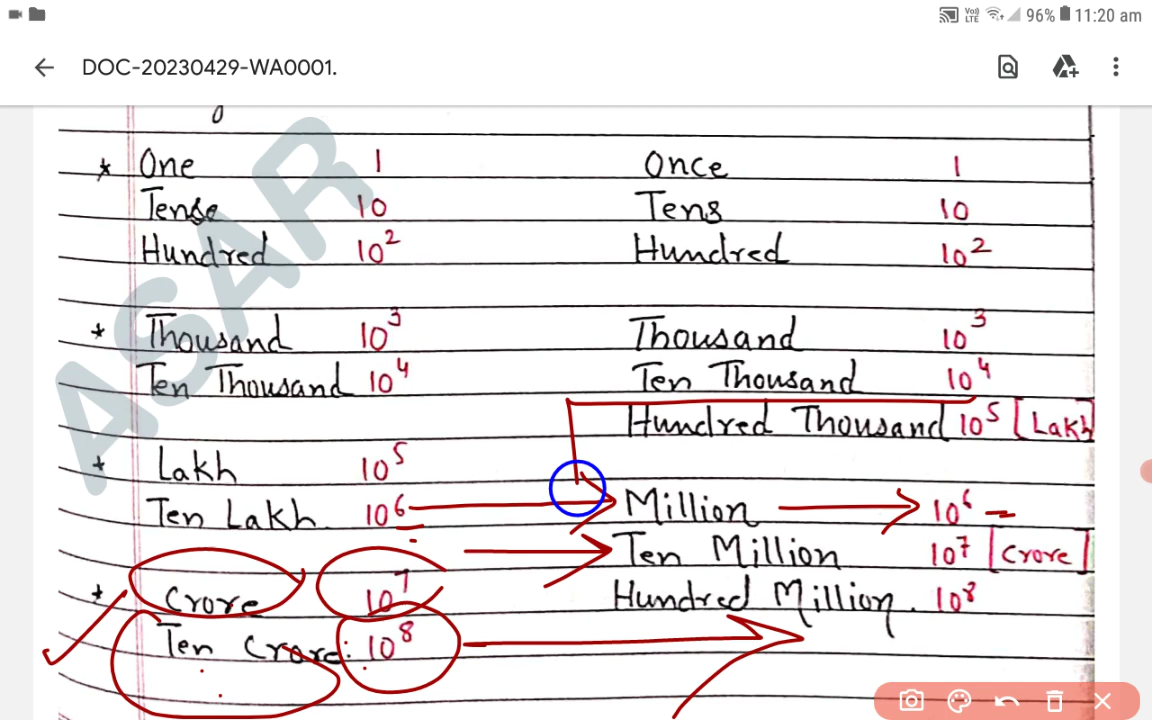 96% 11:20 am
DOC-20230429-WA0001.
ASAR
One 1 Once 1
Tense 10 Tens 10
Hundred 10² Hundred 10²
Thousand 10³ Thousand 10³
Ten Thousand 10⁴ Ten Thousand 10⁴
Hundred Thousand 10⁵ [Lakh]
Lakh 10⁵
Ten Lakh 10⁶ Million 10⁶
Ten Million 10⁷ [Crore]
Crore 10⁷ Hundred Million. 10⁸
Ten Crore: 10⁸